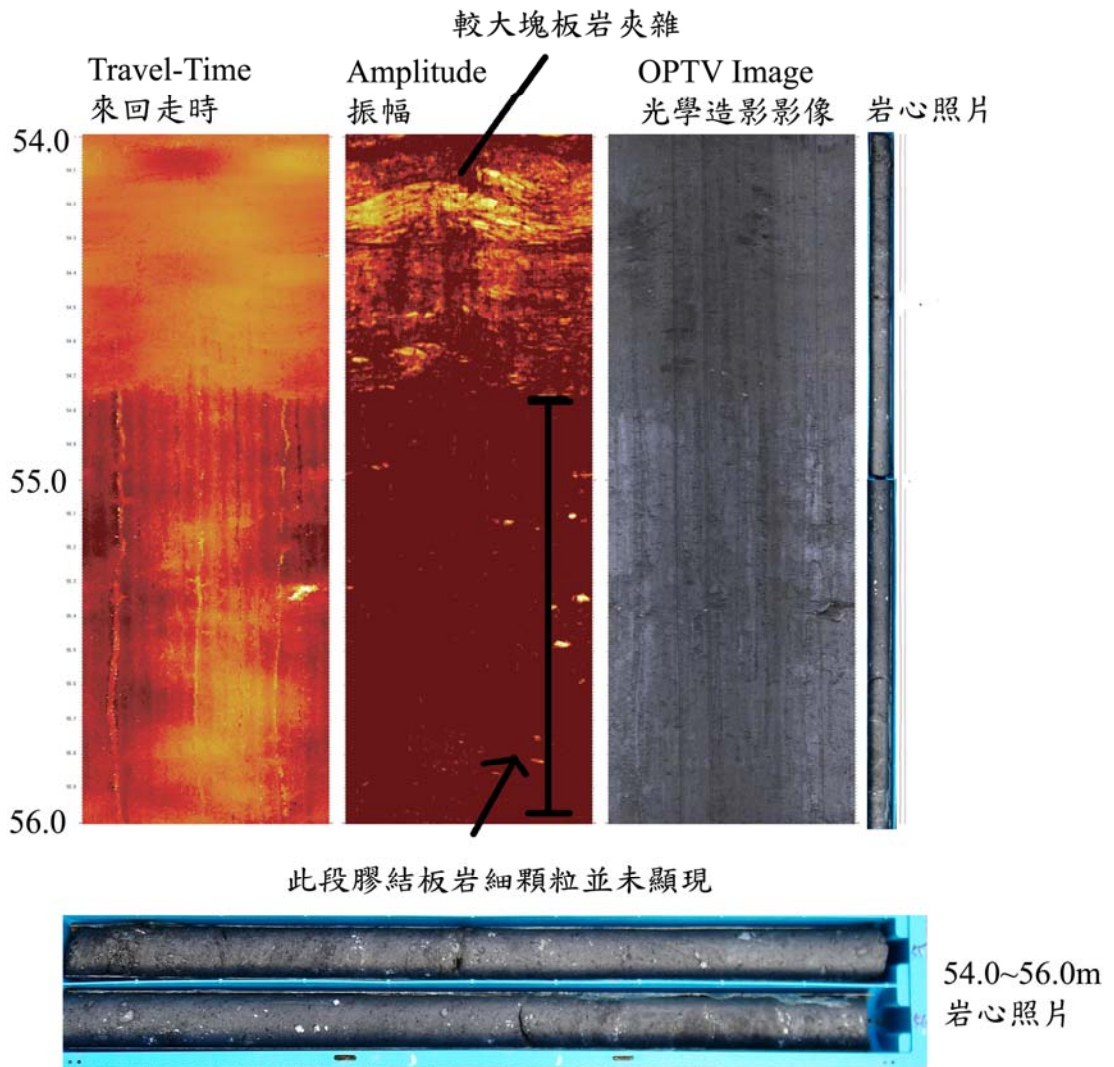 較大塊板岩夾雜
Travel-Time
來回走時
Amplitude
振幅
OPTV Image
光學造影影像
岩心照片
54.0
55.0
56.0
此段膠結板岩細顆粒並未顯現
54.0~56.0m
岩心照片